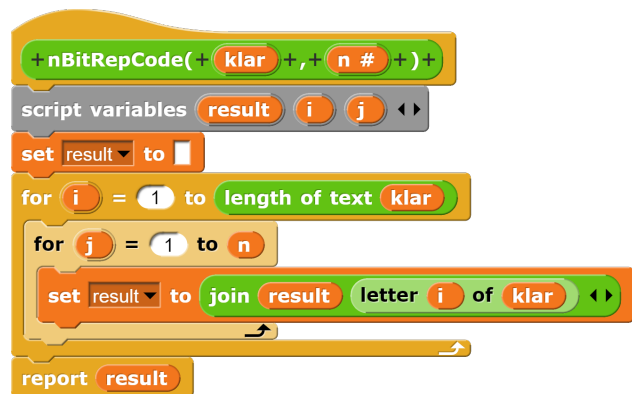 +nBitRepCode(+ klar +,+ n # +)+
script variables result i j
set result to
for i = 1 to length of text klar
for j = 1 to n
set result to join result letter i of klar
report result